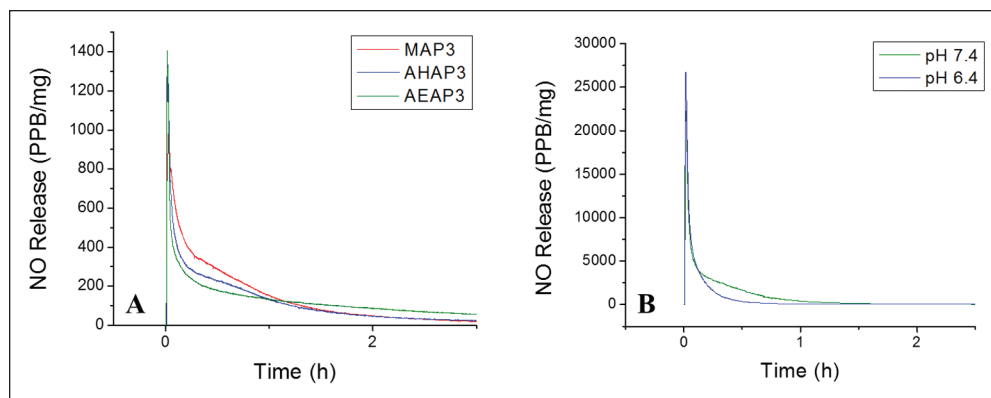 NO Release (PPB/mg)
1400
1200
1000
800
600
400
200
0
MAP3
AHAP3
AEAP3
A
0
2
Time (h)
NO Release (PPB/mg)
30000
25000
20000
15000
10000
5000
0
pH 7.4
pH 6.4
B
0
1
2
Time (h)